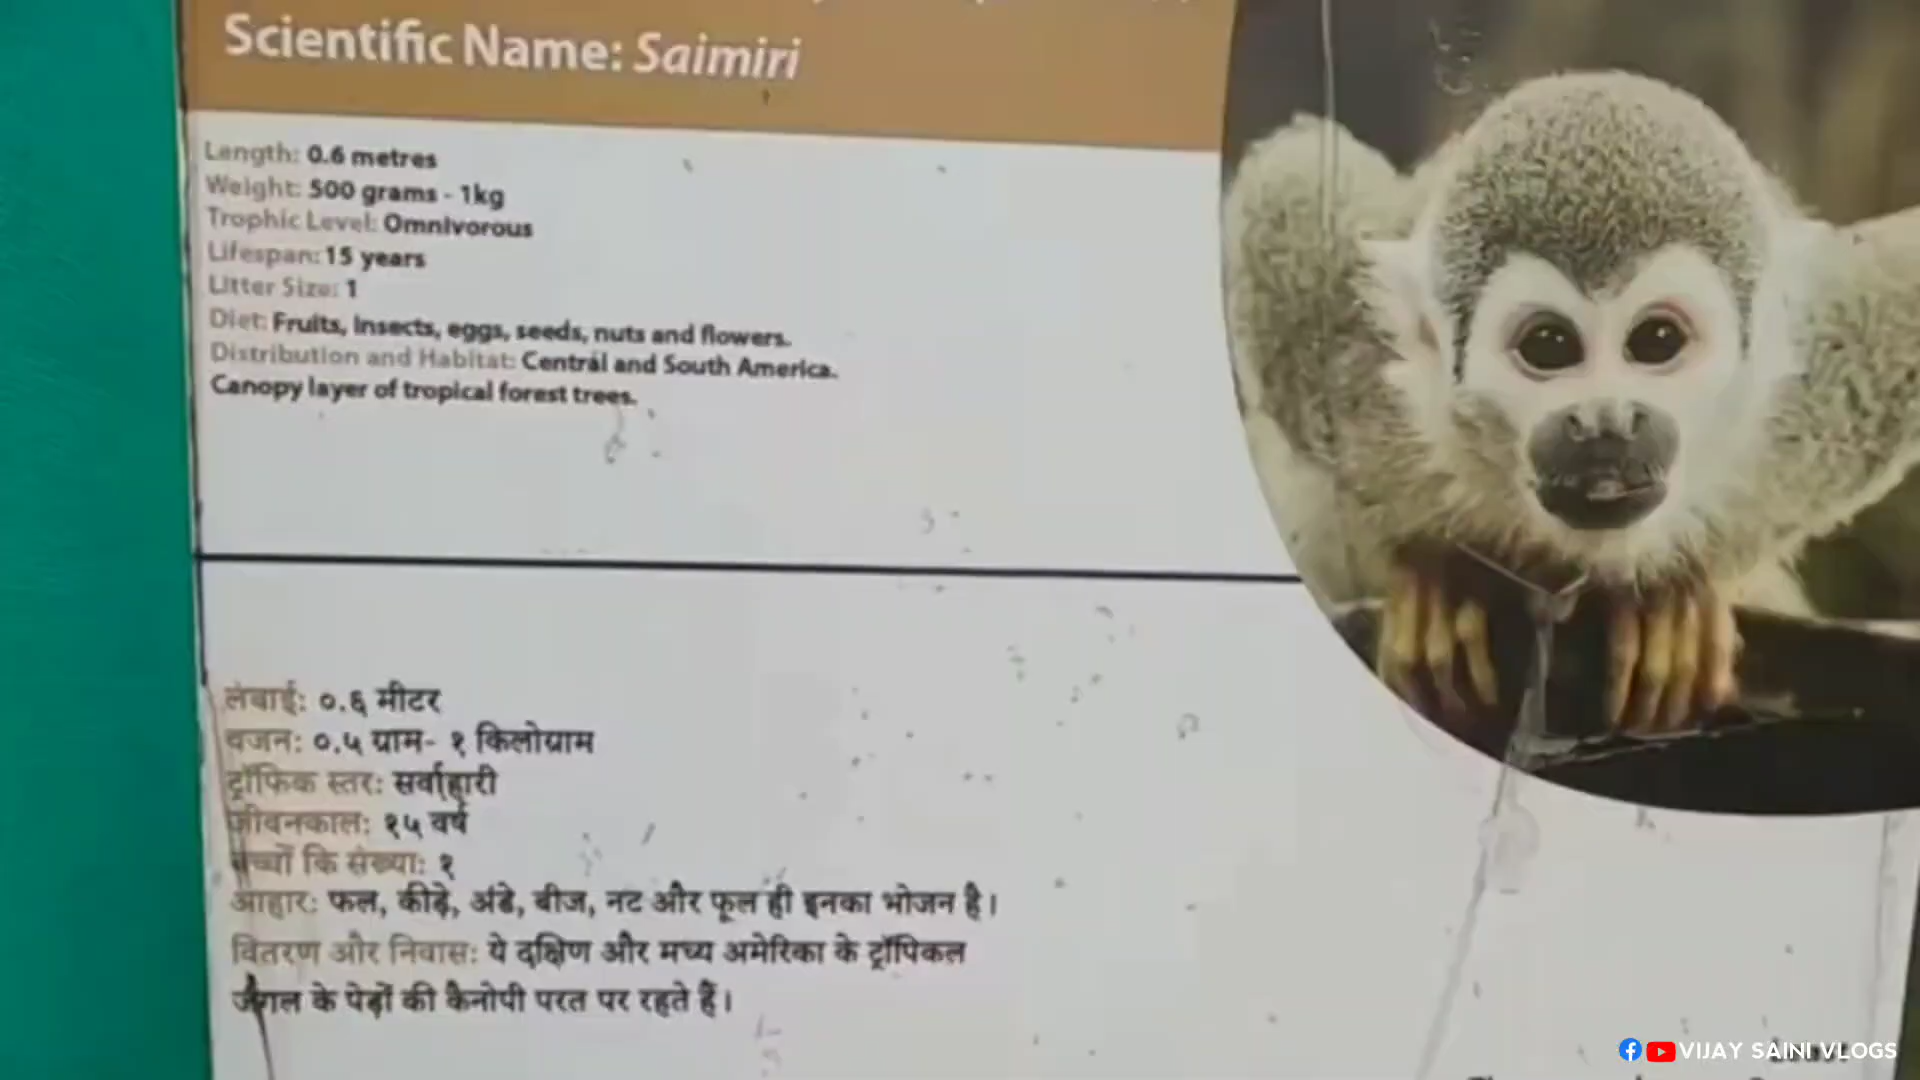 Scientific Name: Saimiri
Length: 0.6 metres
Weight: 500 grams - 1kg
Trophic Level: Omnivorous
Lifespan: 15 years
Litter Size: 1
Diet: Fruits, Insects, eggs, seeds, nuts and flowers.
Distribution and Habitat: Central and South America.
Canopy layer of tropical forest trees.
लंबाई: ०.६ मीटर
वजन: ०.५ ग्राम- १ किलोग्राम
ट्रॉफिक स्तर: सर्वाहारी
जीवनकाल: १५ वर्ष
बच्चों कि संख्या: १
आहार: फल, कीड़े, अंडे, बीज, नट और फूल ही इनका भोजन है।
वितरण और निवास: ये दक्षिण और मध्य अमेरिका के ट्रॉपिकल
जंगल के पेड़ों की कैनोपी परत पर रहते हैं।
VIJAY SAINI VLOGS